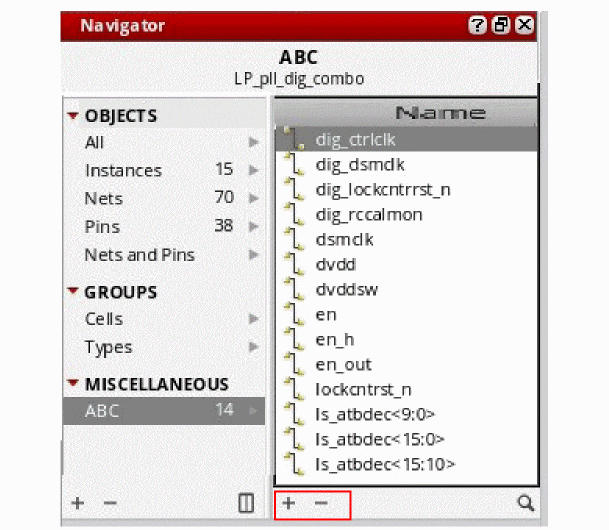 Navigator
ABC
LP_pll_dig_combo
OBJECTS
All
Instances 15
Nets 70
Pins 38
Nets and Pins
GROUPS
Cells
Types
MISCELLANEOUS
ABC 14
Name
dig_ctrlclk
dig_dsmclk
dig_lockcntrrst_n
dig_rccalmon
dsmclk
dvdd
dvddsw
en
en_h
en_out
lockcntrst_n
ls_atbdec<9:0>
ls_atbdec<15:0>
ls_atbdec<15:10>